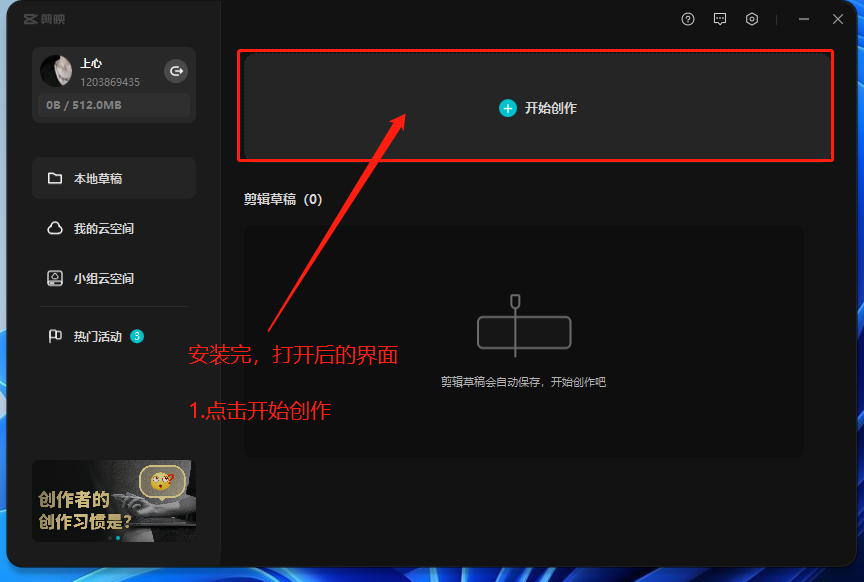 剪映
上心
1203869435
0B / 512.0MB
开始创作
本地草稿
剪辑草稿（0）
我的云空间
小组云空间
热门活动 3
安装完，打开后的界面
剪辑草稿会自动保存，开始创作吧
1.点击开始创作
创作者的
创作习惯是?